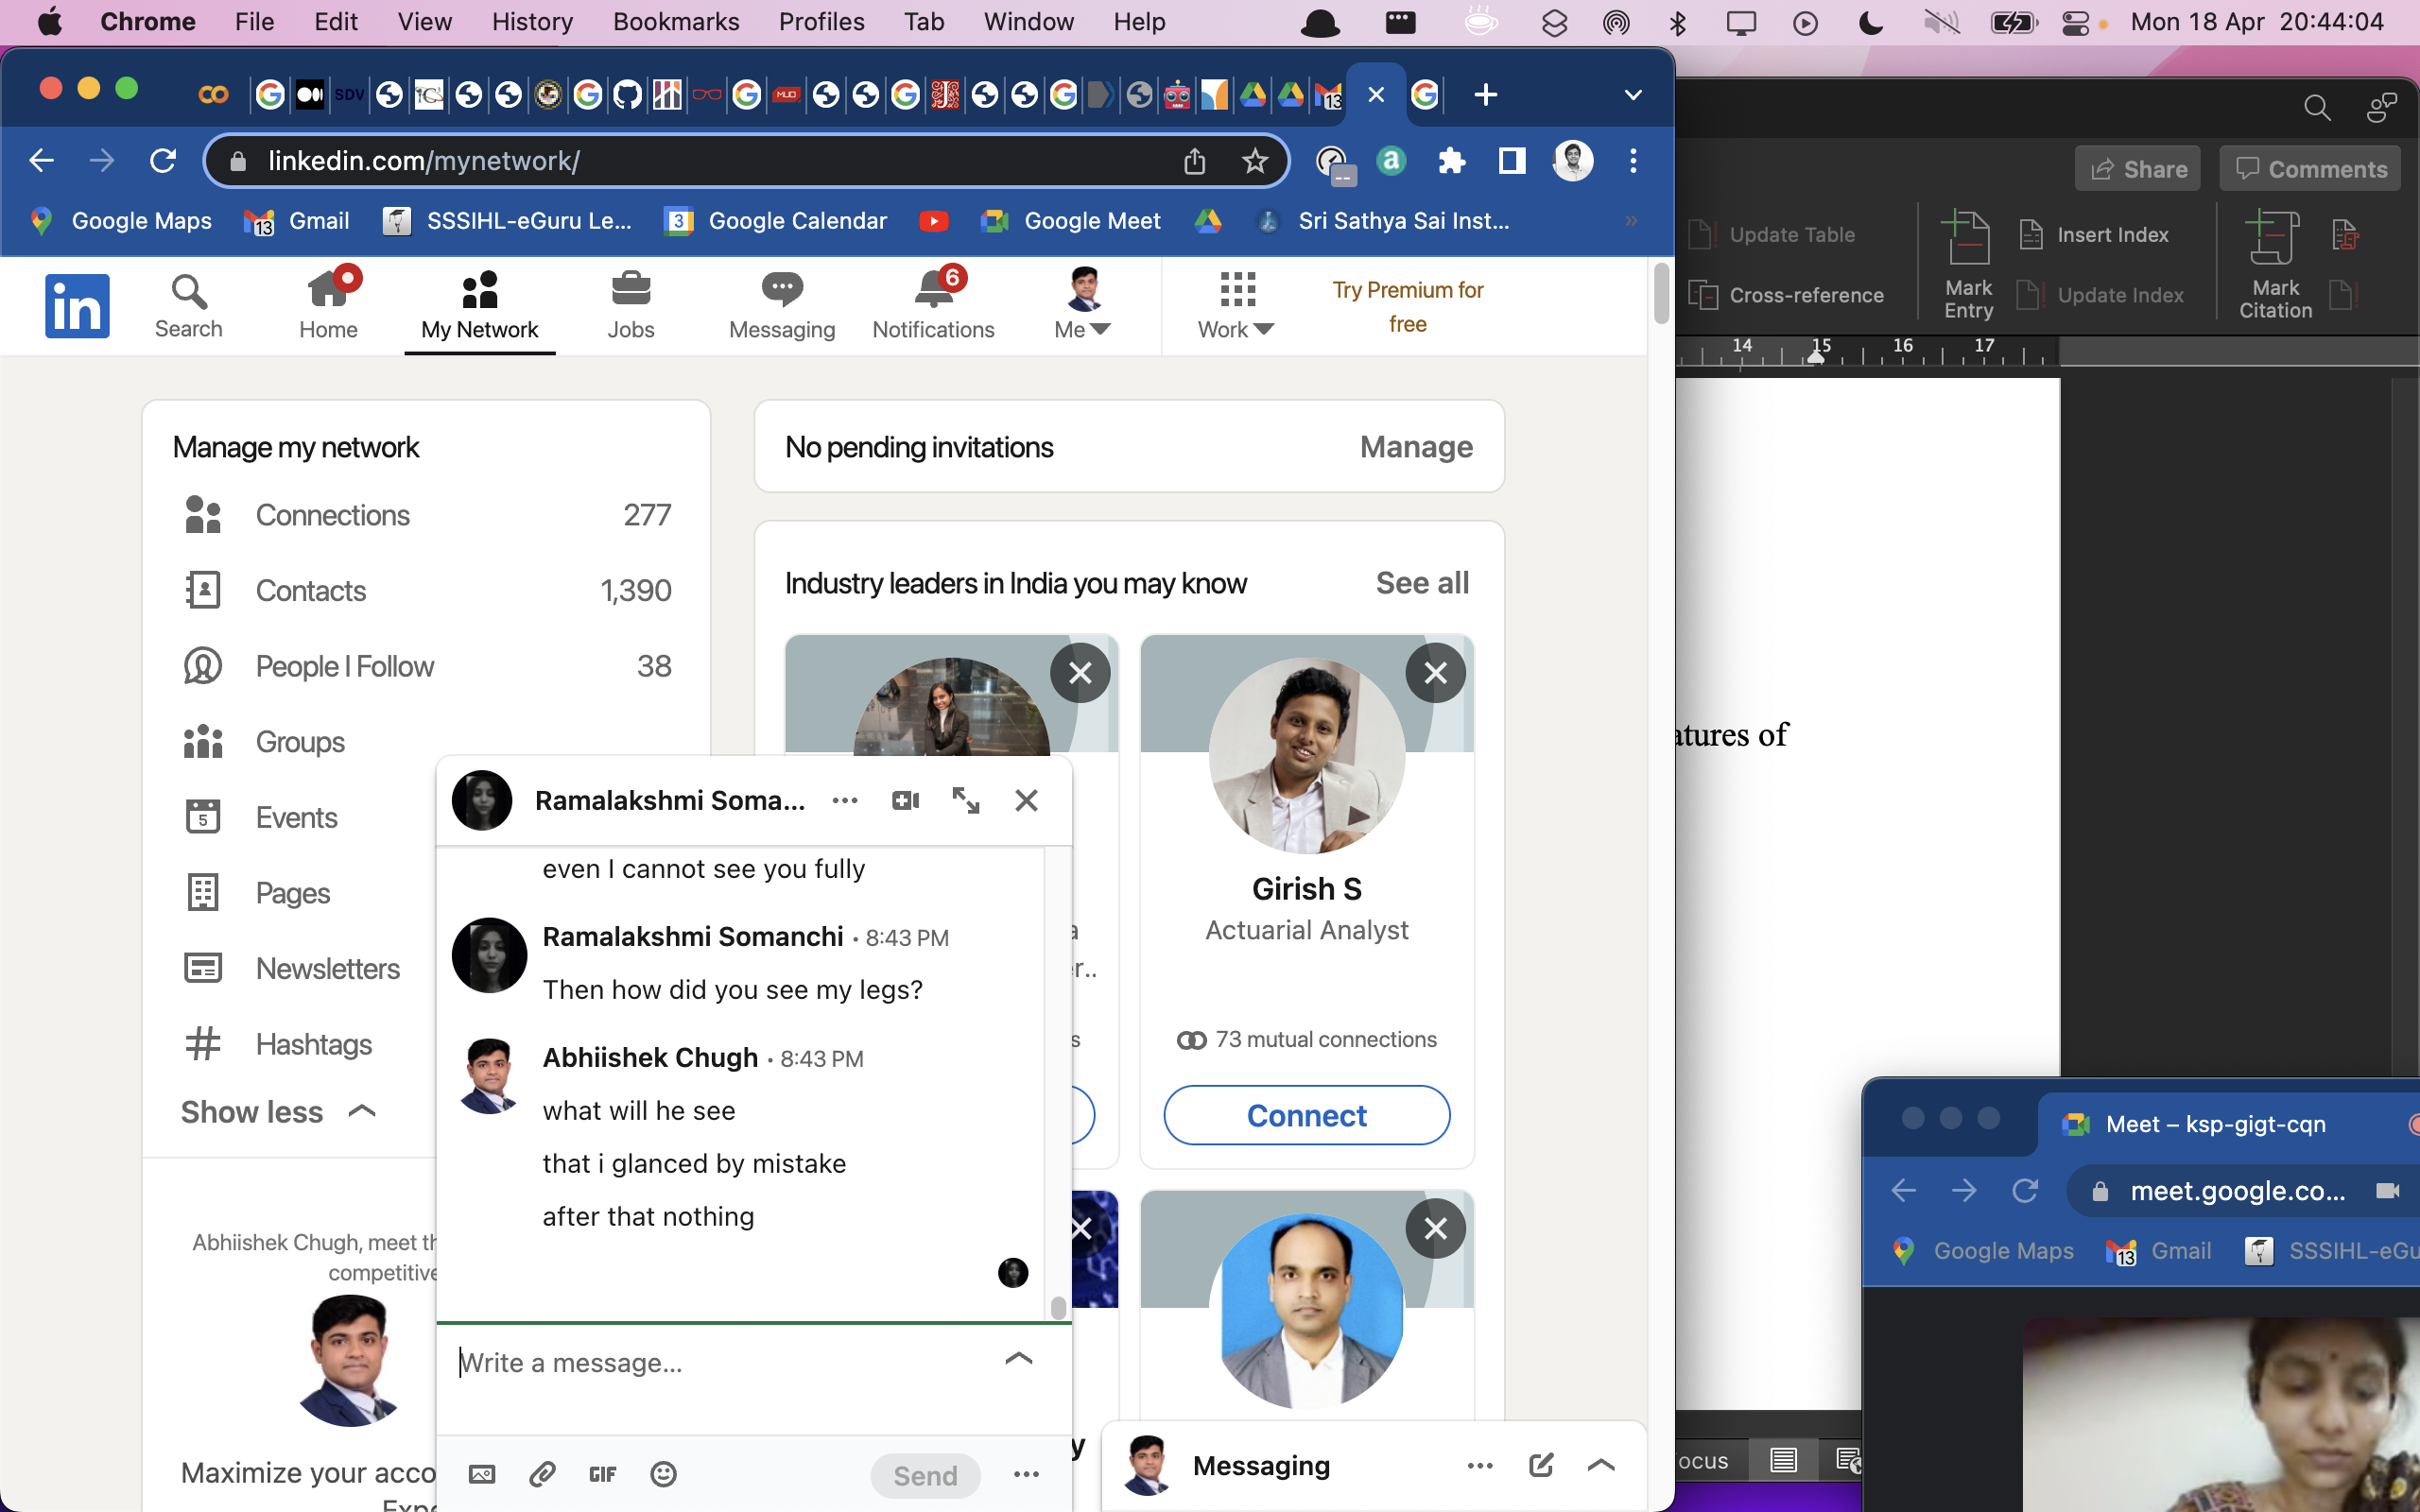 Chrome File Edit View History Bookmarks Profiles Tab Window Help Mon 18 Apr 20:44:04
SDV 13
linkedin.com/mynetwork/
Google Maps 13 Gmail SSSIHL-eGuru Le... 3 Google Calendar Google Meet Sri Sathya Sai Inst... »
Share Comments
Update Table
Cross-reference
Mark Entry
Insert Index
Update Index
Mark Citation
14 15 16 17
in Search Home My Network Jobs Messaging 6 Notifications Me Work Try Premium for
free
Manage my network
Connections 277
Contacts 1,390
People I Follow 38
Groups
5 Events
Pages
Newsletters
Hashtags
Show less
Abhiishek Chugh, meet th
competitive
Maximize your acco
Expe
No pending invitations Manage
Industry leaders in India you may know See all
Girish S
Actuarial Analyst
73 mutual connections
Connect
Ramalakshmi Soma...
even I cannot see you fully
Ramalakshmi Somanchi • 8:43 PM
Then how did you see my legs?
Abhiishek Chugh • 8:43 PM
what will he see
that i glanced by mistake
after that nothing
Write a message...
GIF Send
Messaging
atures of
ocus
Meet – ksp-gigt-cqn
meet.google.co...
Google Maps 13 Gmail SSSIHL-eGu